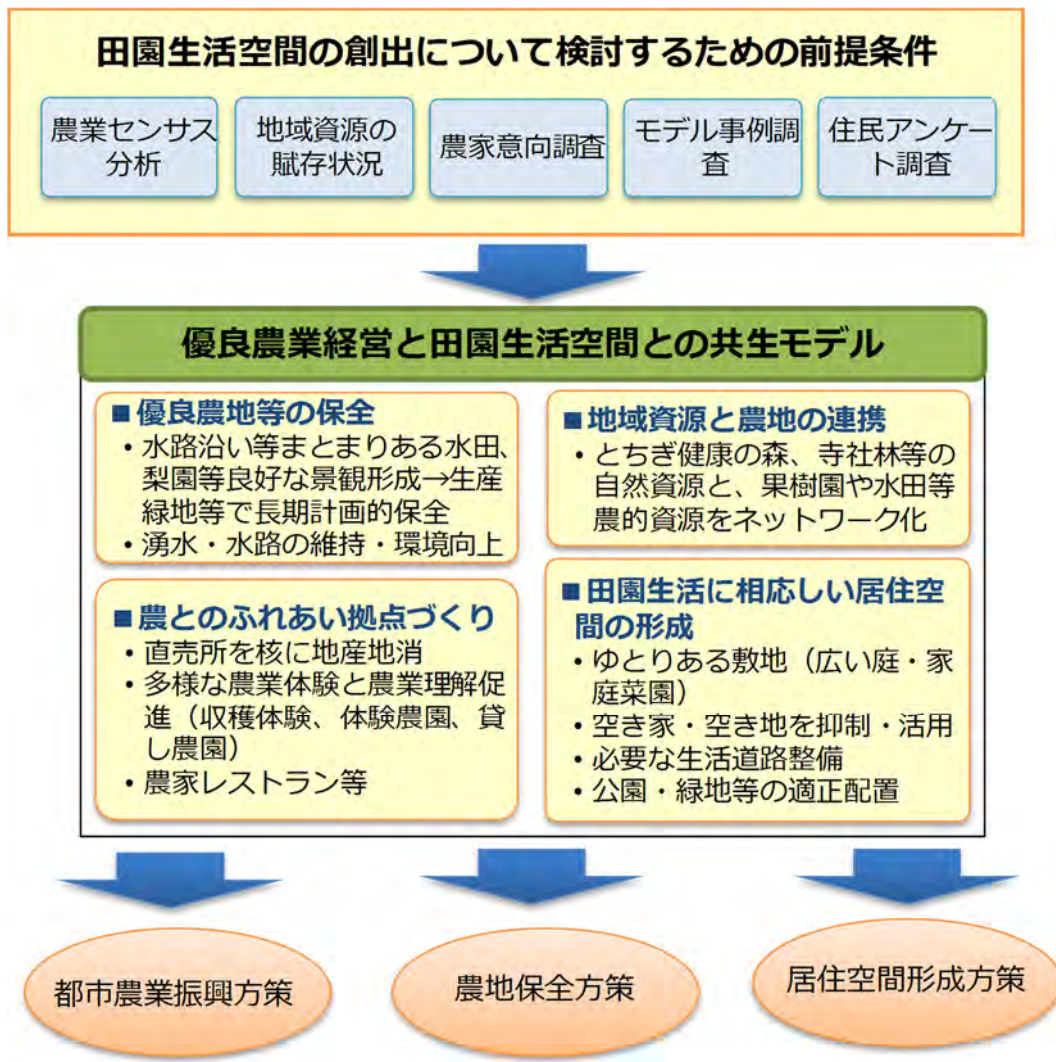 田園生活空間の創出について検討するための前提条件
農業センサス
分析
地域資源の
賦存状況
農家意向調査
モデル事例調
査
住民アンケー
ト調査
優良農業経営と田園生活空間との共生モデル
■優良農地等の保全
・水路沿い等まとまりある水田、
梨園等良好な景観形成→生産
緑地等で長期計画的保全
・湧水・水路の維持・環境向上
■地域資源と農地の連携
・とちぎ健康の森、寺社林等の
自然資源と、果樹園や水田等
農的資源をネットワーク化
■農とのふれあい拠点づくり
・直売所を核に地産地消
・多様な農業体験と農業理解促
進（収穫体験、体験農園、貸
し農園）
・農家レストラン等
■田園生活に相応しい居住空
間の形成
・ゆとりある敷地（広い庭・家
庭菜園）
・空き家・空き地を抑制・活用
・必要な生活道路整備
・公園・緑地等の適正配置
都市農業振興方策
農地保全方策
居住空間形成方策